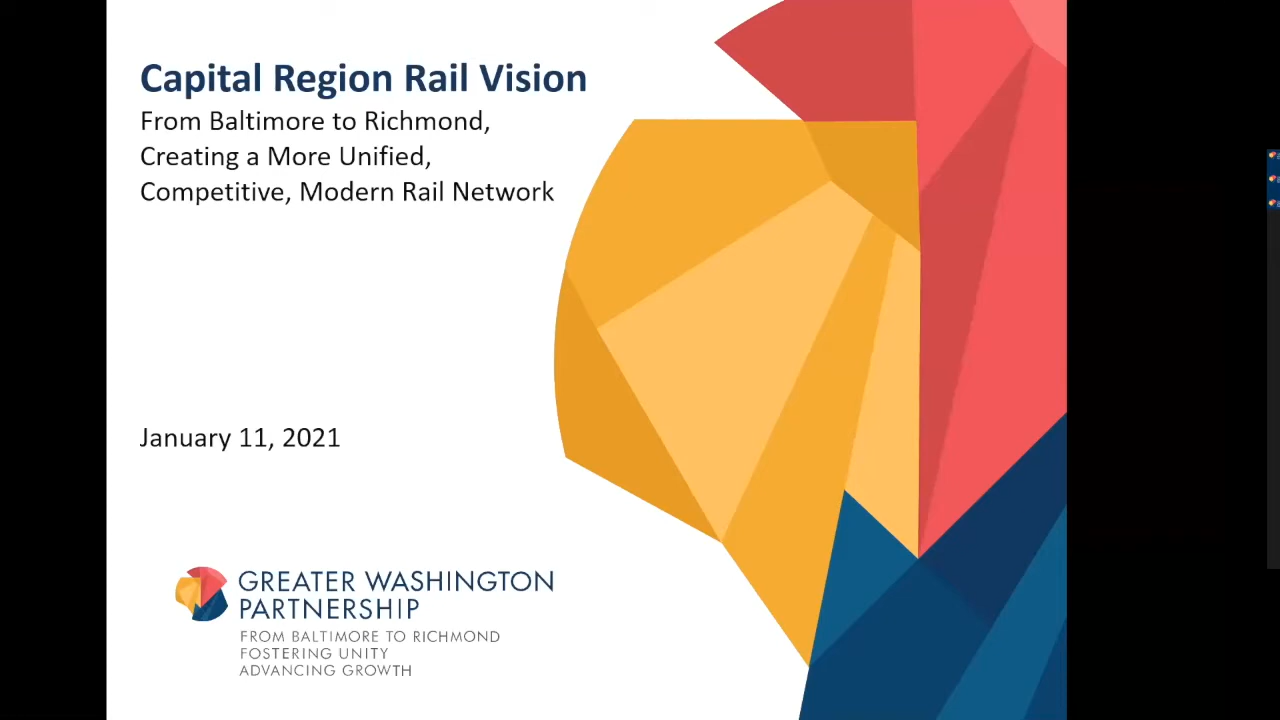 Capital Region Rail Vision
From Baltimore to Richmond,
Creating a More Unified,
Competitive, Modern Rail Network
January 11, 2021
GREATER WASHINGTON
PARTNERSHIP
FROM BALTIMORE TO RICHMOND
FOSTERING UNITY
ADVANCING GROWTH